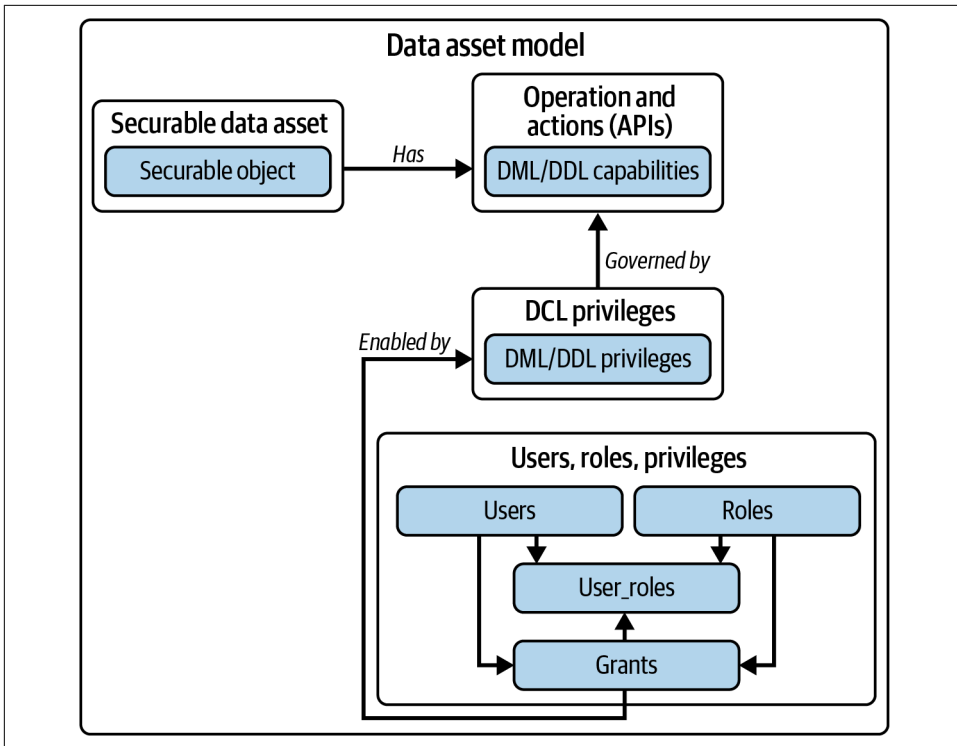 Data asset model
Securable data asset
Securable object
Has
Operation and
actions (APIs)
DML/DDL capabilities
Governed by
DCL privileges
DML/DDL privileges
Enabled by
Users, roles, privileges
Users
Roles
User_roles
Grants